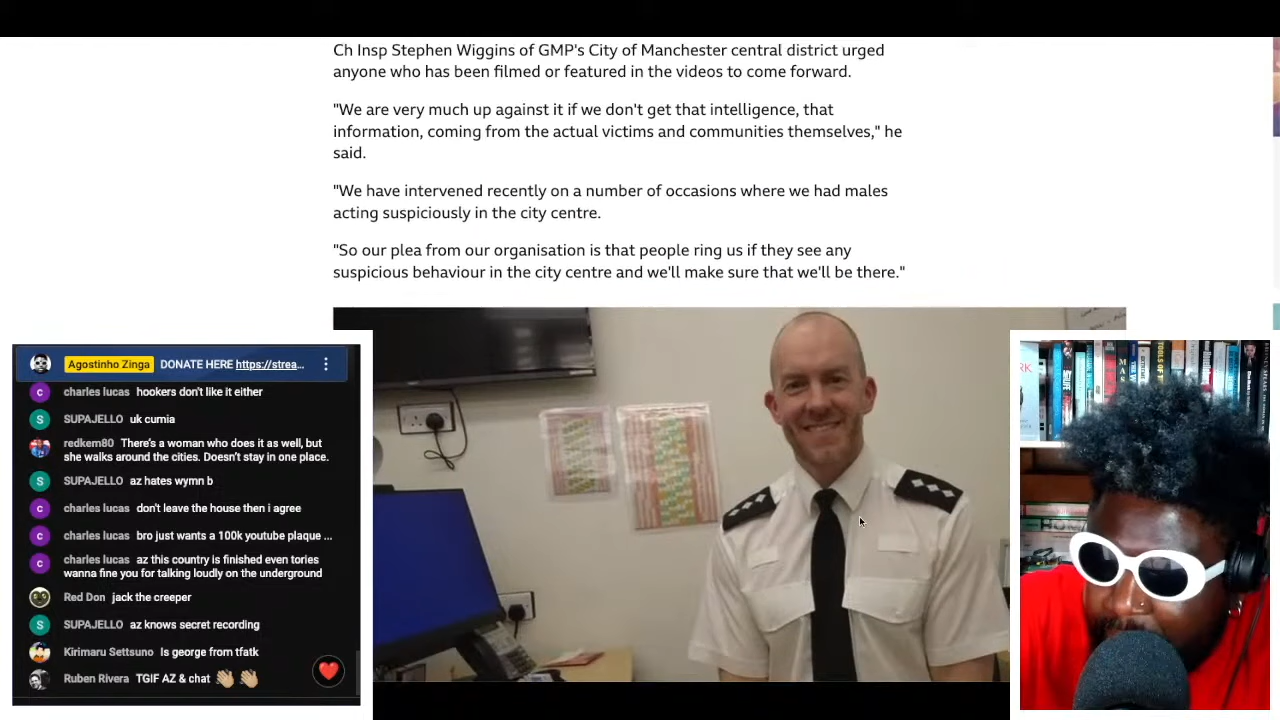 Ch Insp Stephen Wiggins of GMP's City of Manchester central district urged
anyone who has been filmed or featured in the videos to come forward.
"We are very much up against it if we don't get that intelligence, that
information, coming from the actual victims and communities themselves," he
said.
"We have intervened recently on a number of occasions where we had males
acting suspiciously in the city centre.
"So our plea from our organisation is that people ring us if they see any
suspicious behaviour in the city centre and we'll make sure that we'll be there."
Agostinho Zinga DONATE HERE https://strea...
charles lucas hookers don't like it either
SUPAJELLO uk cumia
redkem80 There's a woman who does it as well, but
she walks around the cities. Doesn't stay in one place.
SUPAJELLO az hates wymn b
charles lucas don't leave the house then i agree
charles lucas bro just wants a 100k youtube plaque ...
charles lucas az this country is finished even tories
wanna fine you for talking loudly on the underground
Red Don jack the creeper
SUPAJELLO az knows secret recording
Kirimaru Settsuno Is george from tfatk
Ruben Rivera TGIF AZ & chat 👏🏼 👏🏼